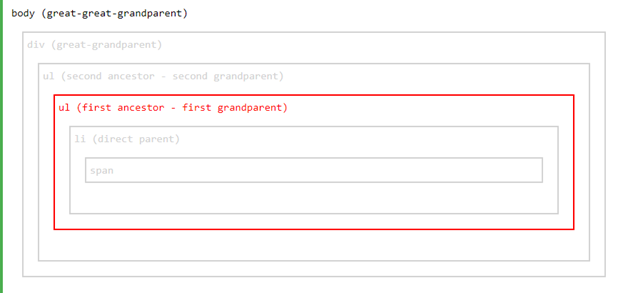 body (great-great-grandparent)
div (great-grandparent)
ul (second ancestor - second grandparent)
ul (first ancestor - first grandparent)
li (direct parent)
span